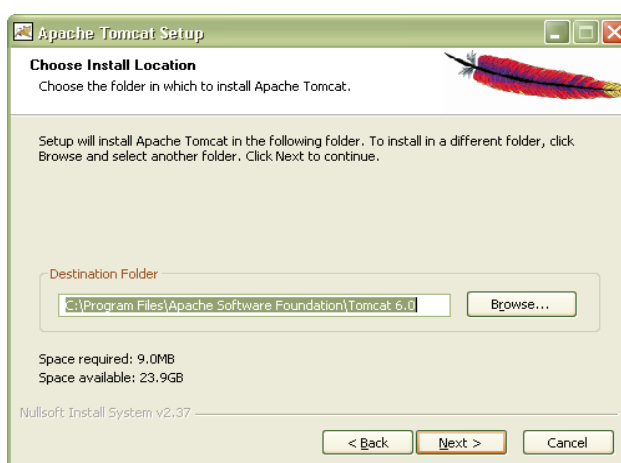 Apache Tomcat Setup
Choose Install Location
Choose the folder in which to install Apache Tomcat.
Setup will install Apache Tomcat in the following folder. To install in a different folder, click
Browse and select another folder. Click Next to continue.
Destination Folder
C:\Program Files\Apache Software Foundation\Tomcat 6.0
Browse...
Space required: 9.0MB
Space available: 23.9GB
Nullsoft Install System v2.37
< Back
Next >
Cancel